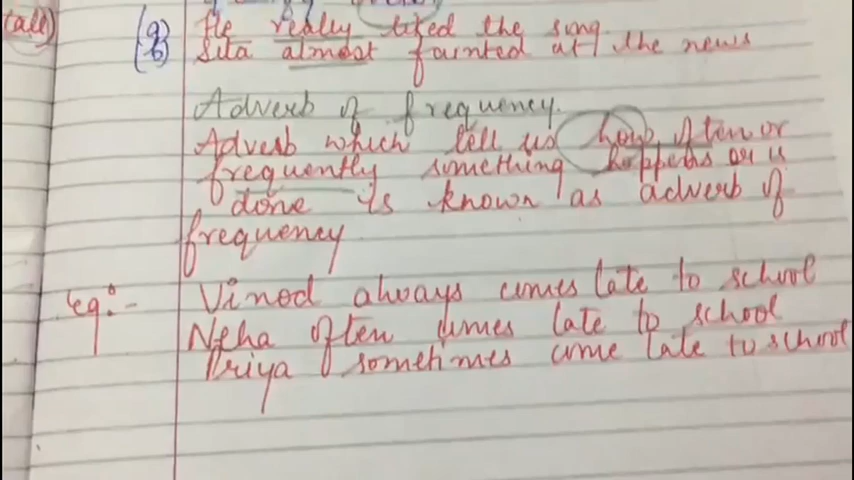 (all)
(9) He really liked the song
(6) Sita almost fainted at the news
Adverb of frequency.
Adverb which tell us how often or
frequently something happens or is
done is known as adverb of
frequency
eg:- Vinod always comes late to school
Neha often comes late to school
Priya sometimes come late to school